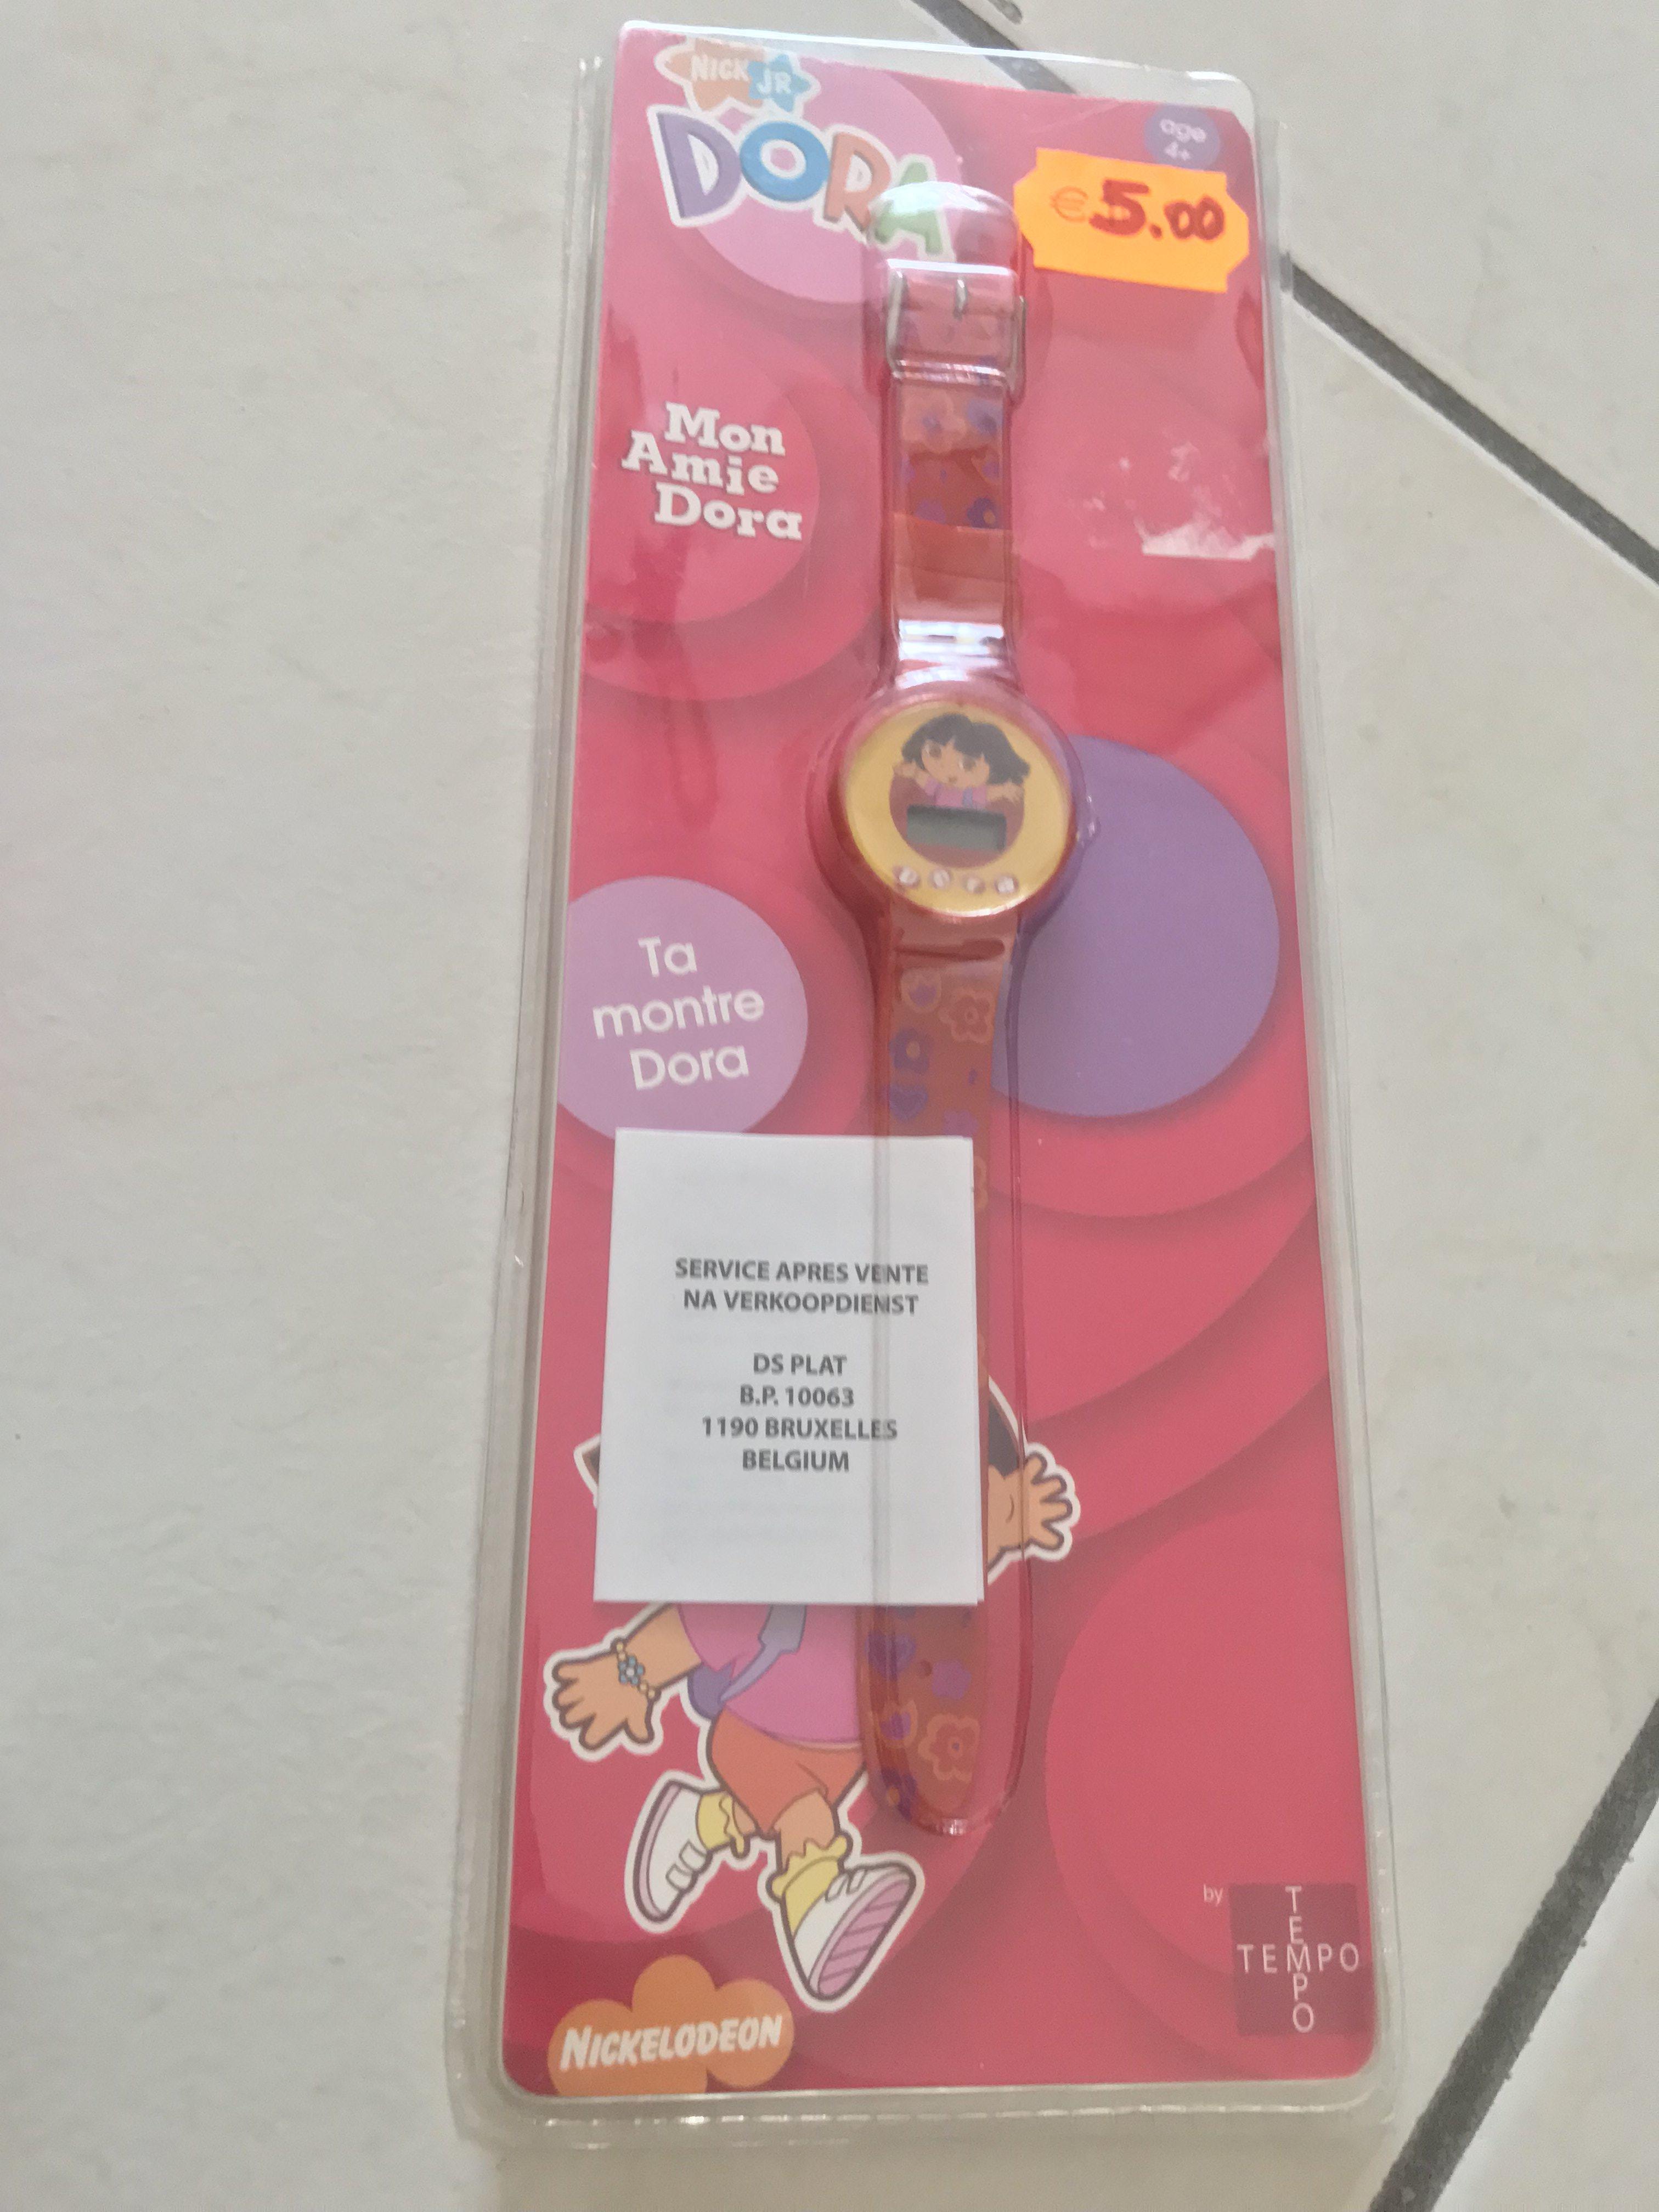 NICK JR
DORA
age
4+
€5.00
Mon
Amie
Dora
dora
Ta
montre
Dora
SERVICE APRES VENTE
NA VERKOOPDIENST
DS PLAT
B.P. 10063
1190 BRUXELLES
BELGIUM
by
TEMPO
TEMPO
NICKELODEON